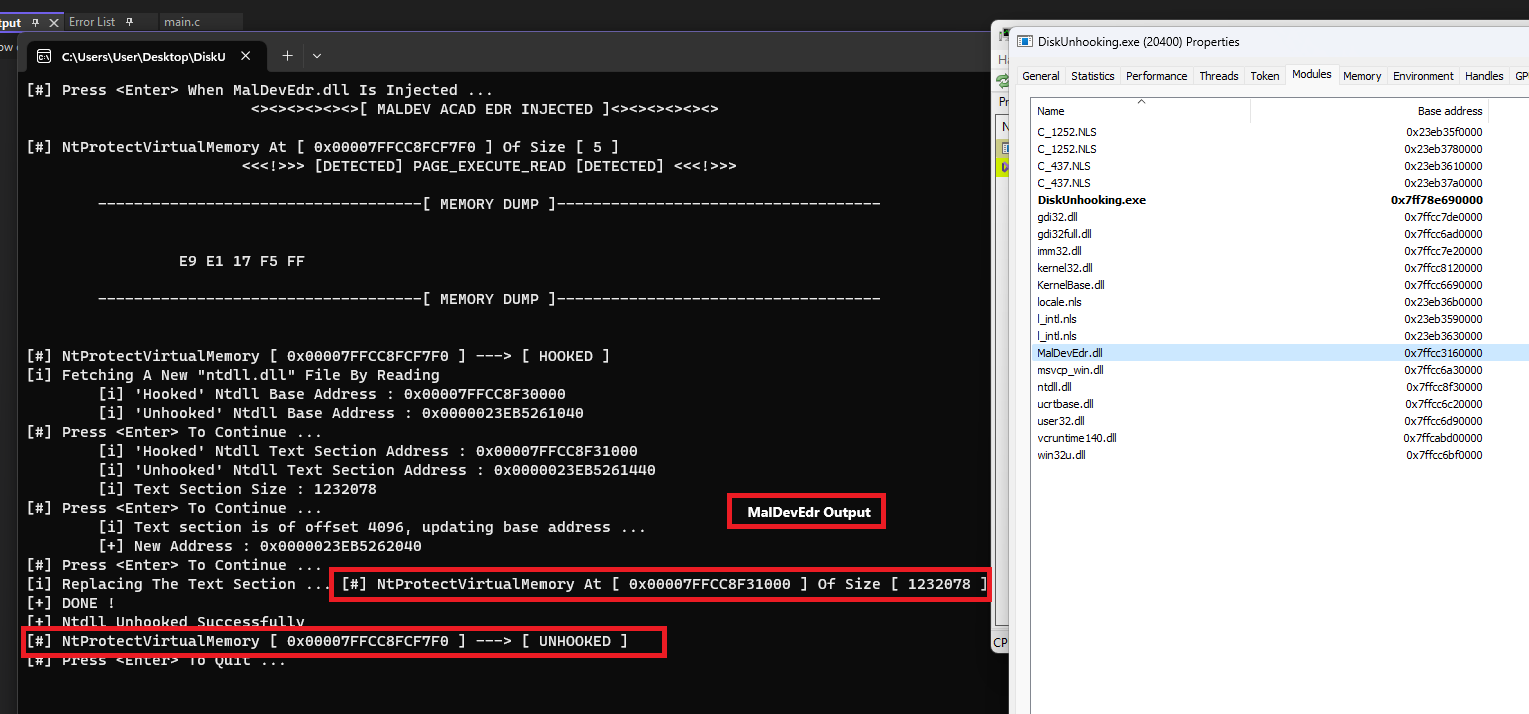 put
Error List
main.c
ow
C:\Users\User\Desktop\DiskU
[#] Press <Enter> When MalDevEdr.dll Is Injected ...
<><><><><><>[ MALDEV ACAD EDR INJECTED ]<><><><><><>
[#] NtProtectVirtualMemory At [ 0x00007FFCC8FCF7F0 ] Of Size [ 5 ]
<<<!>>> [DETECTED] PAGE_EXECUTE_READ [DETECTED] <<<!>>>
------------------------------------[ MEMORY DUMP ]------------------------------------
E9 E1 17 F5 FF
------------------------------------[ MEMORY DUMP ]------------------------------------
[#] NtProtectVirtualMemory [ 0x00007FFCC8FCF7F0 ] ---> [ HOOKED ]
[i] Fetching A New "ntdll.dll" File By Reading
[i] 'Hooked' Ntdll Base Address : 0x00007FFCC8F30000
[i] 'Unhooked' Ntdll Base Address : 0x0000023EB5261040
[#] Press <Enter> To Continue ...
[i] 'Hooked' Ntdll Text Section Address : 0x00007FFCC8F31000
[i] 'Unhooked' Ntdll Text Section Address : 0x0000023EB5261440
[i] Text Section Size : 1232078
[#] Press <Enter> To Continue ...
[i] Text section is of offset 4096, updating base address ...
[+] New Address : 0x0000023EB5262040
[#] Press <Enter> To Continue ...
[i] Replacing The Text Section ... [#] NtProtectVirtualMemory At [ 0x00007FFCC8F31000 ] Of Size [ 1232078 ]
[+] DONE !
[+] Ntdll Unhooked Successfully
[#] NtProtectVirtualMemory [ 0x00007FFCC8FCF7F0 ] ---> [ UNHOOKED ]
[#] Press <Enter> To Quit ...
MalDevEdr Output
Ha
Pr
N
CP
DiskUnhooking.exe (20400) Properties
General Statistics Performance Threads Token Modules Memory Environment Handles GP
Name Base address
C_1252.NLS 0x23eb35f0000
C_1252.NLS 0x23eb3780000
C_437.NLS 0x23eb3610000
C_437.NLS 0x23eb37a0000
DiskUnhooking.exe 0x7ff78e690000
gdi32.dll 0x7ffcc7de0000
gdi32full.dll 0x7ffcc6ad0000
imm32.dll 0x7ffcc7e20000
kernel32.dll 0x7ffcc8120000
KernelBase.dll 0x7ffcc6690000
locale.nls 0x23eb36b0000
l_intl.nls 0x23eb3590000
l_intl.nls 0x23eb3630000
MalDevEdr.dll 0x7ffcc3160000
msvcp_win.dll 0x7ffcc6a30000
ntdll.dll 0x7ffcc8f30000
ucrtbase.dll 0x7ffcc6c20000
user32.dll 0x7ffcc6d90000
vcruntime140.dll 0x7ffcabd00000
win32u.dll 0x7ffcc6bf0000